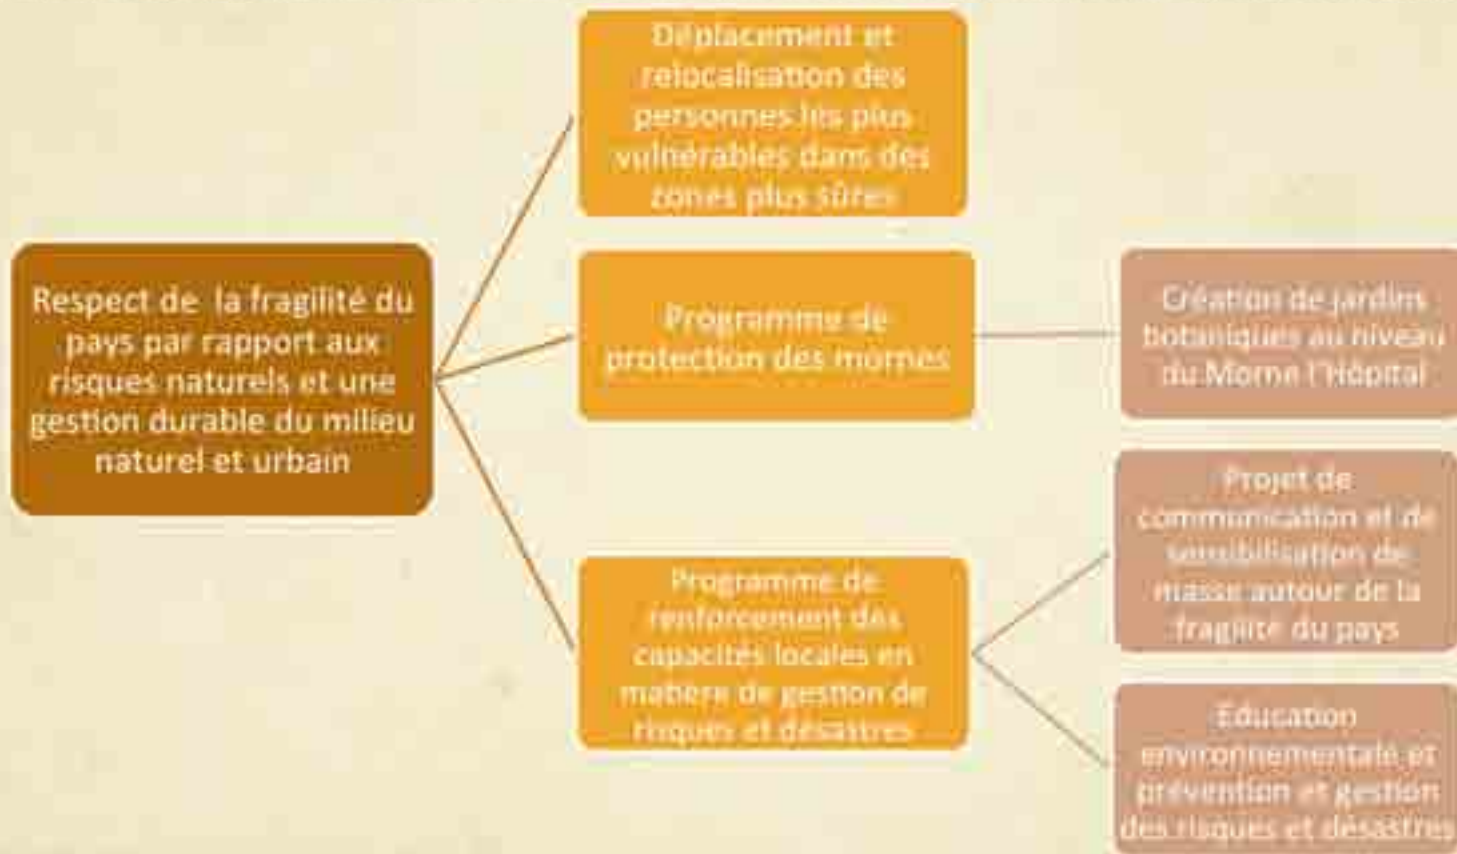 Déplacement et
relocalisation des
personnes les plus
vulnérables dans des
zones plus sûres
Respect de la fragilité du
pays par rapport aux
risques naturels et une
gestion durable du milieu
naturel et urbain
Programme de
protection des mornes
Création de jardins
botaniques au niveau
du Morne l'Hôpital
Programme de
renforcement des
capacités locales en
matière de gestion de
risques et désastres
Projet de
communication et de
sensibilisation de
masse autour de la
fragilité du pays
Education
environnementale et
prévention et gestion
des risques et désastres